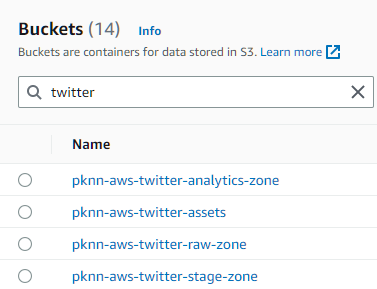 Buckets (14) Info
Buckets are containers for data stored in S3. Learn more
twitter
Name
pknn-aws-twitter-analytics-zone
pknn-aws-twitter-assets
pknn-aws-twitter-raw-zone
pknn-aws-twitter-stage-zone